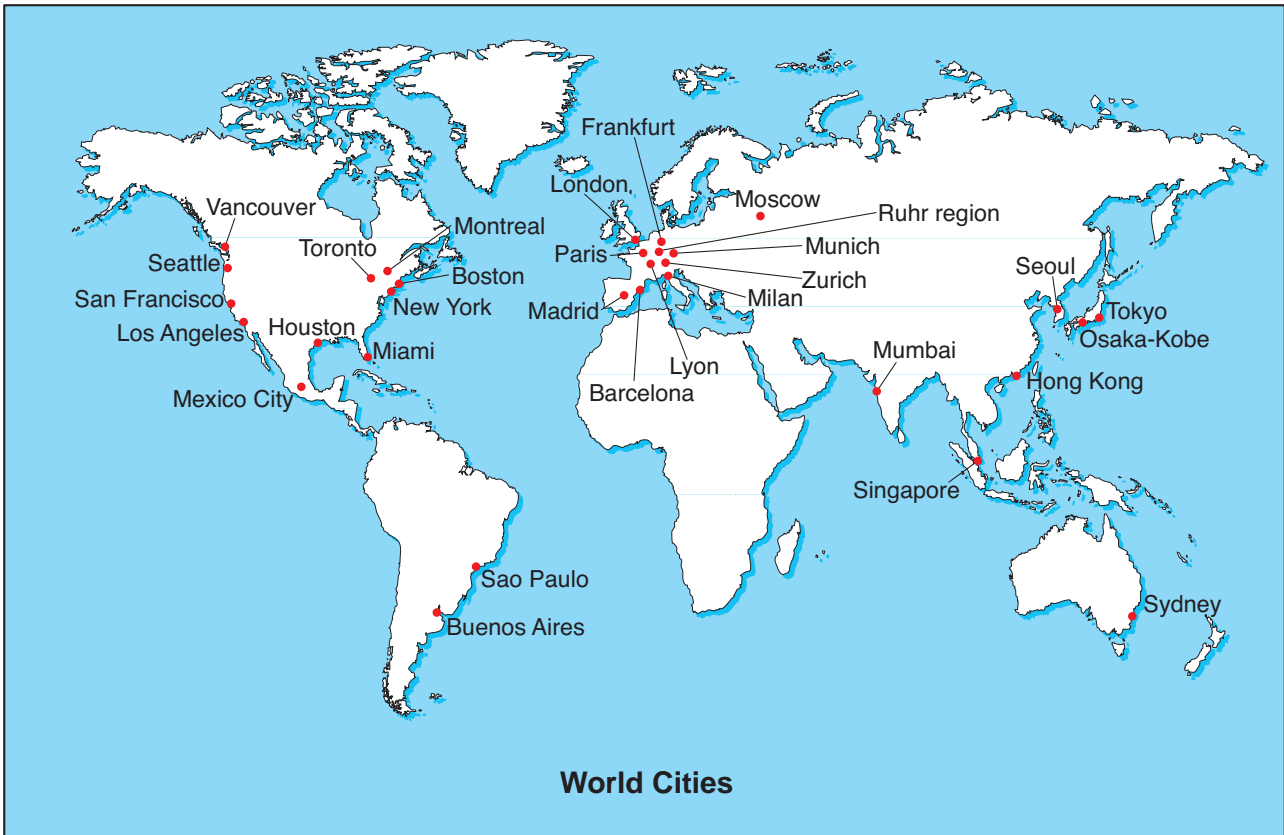 Frankfurt
London
Moscow
Vancouver
Ruhr region
Montreal
Toronto
Paris
Munich
Seattle
Boston
Zurich
Seoul
San Francisco
New York
Milan
Madrid
Tokyo
Los Angeles
Houston
Osaka-Kobe
Miami
Mumbai
Lyon
Hong Kong
Barcelona
Mexico City
Singapore
Sao Paulo
Sydney
Buenos Aires
World Cities